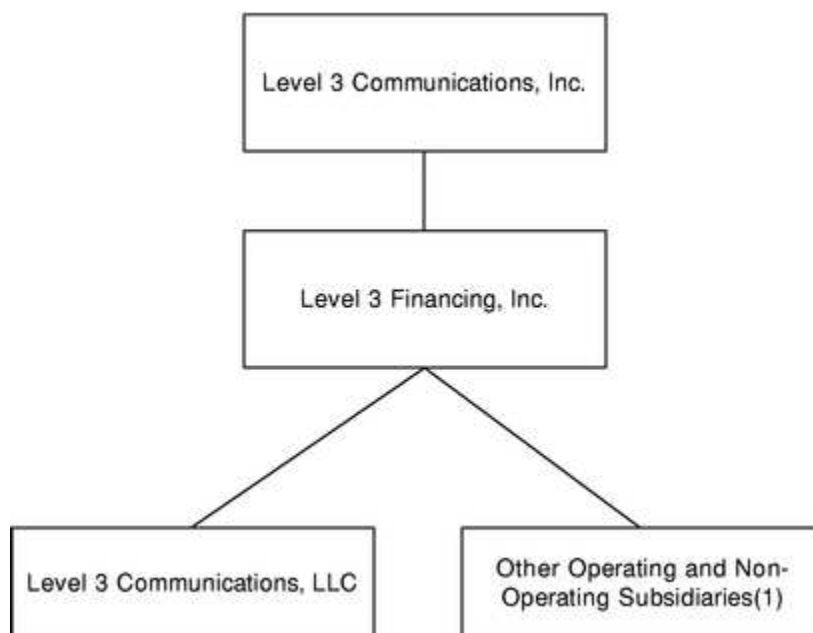 Level 3 Communications, Inc.
Level 3 Financing, Inc.
Level 3 Communications, LLC
Other Operating and Non-
Operating Subsidiaries(1)